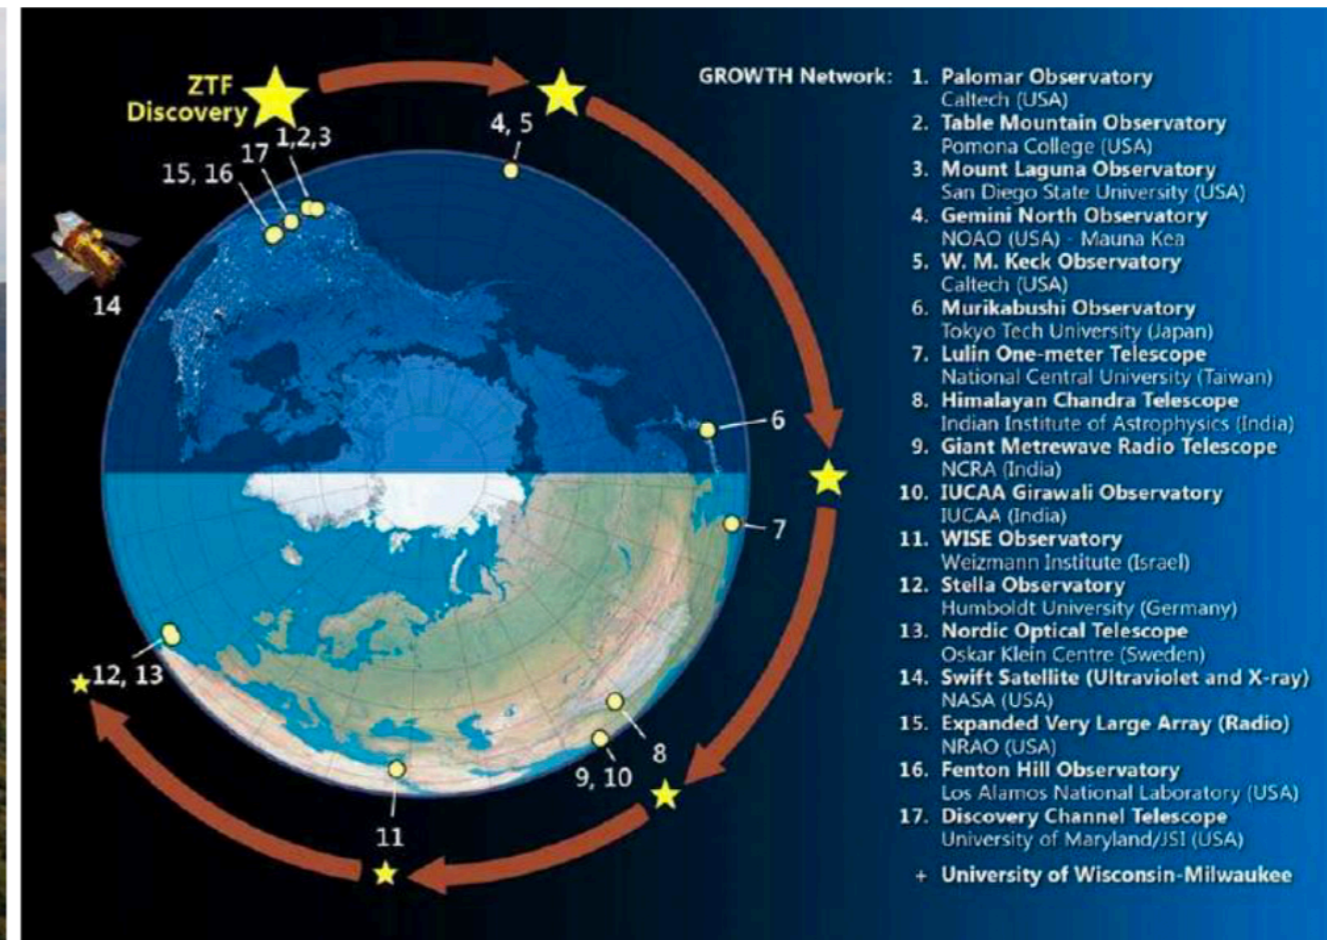 ZTF
Discovery
1,2,3
17
15, 16
4, 5
14
6
7
12, 13
8
9, 10
11
GROWTH Network:
1. Palomar Observatory
Caltech (USA)
2. Table Mountain Observatory
Pomona College (USA)
3. Mount Laguna Observatory
San Diego State University (USA)
4. Gemini North Observatory
NOAO (USA) - Mauna Kea
5. W. M. Keck Observatory
Caltech (USA)
6. Murikabushi Observatory
Tokyo Tech University (Japan)
7. Lulin One-meter Telescope
National Central University (Taiwan)
8. Himalayan Chandra Telescope
Indian Institute of Astrophysics (India)
9. Giant Metrewave Radio Telescope
NCRA (India)
10. IUCAA Girawali Observatory
IUCAA (India)
11. WISE Observatory
Weizmann Institute (Israel)
12. Stella Observatory
Humboldt University (Germany)
13. Nordic Optical Telescope
Oskar Klein Centre (Sweden)
14. Swift Satellite (Ultraviolet and X-ray)
NASA (USA)
15. Expanded Very Large Array (Radio)
NRAO (USA)
16. Fenton Hill Observatory
Los Alamos National Laboratory (USA)
17. Discovery Channel Telescope
University of Maryland/JSI (USA)
+ University of Wisconsin-Milwaukee